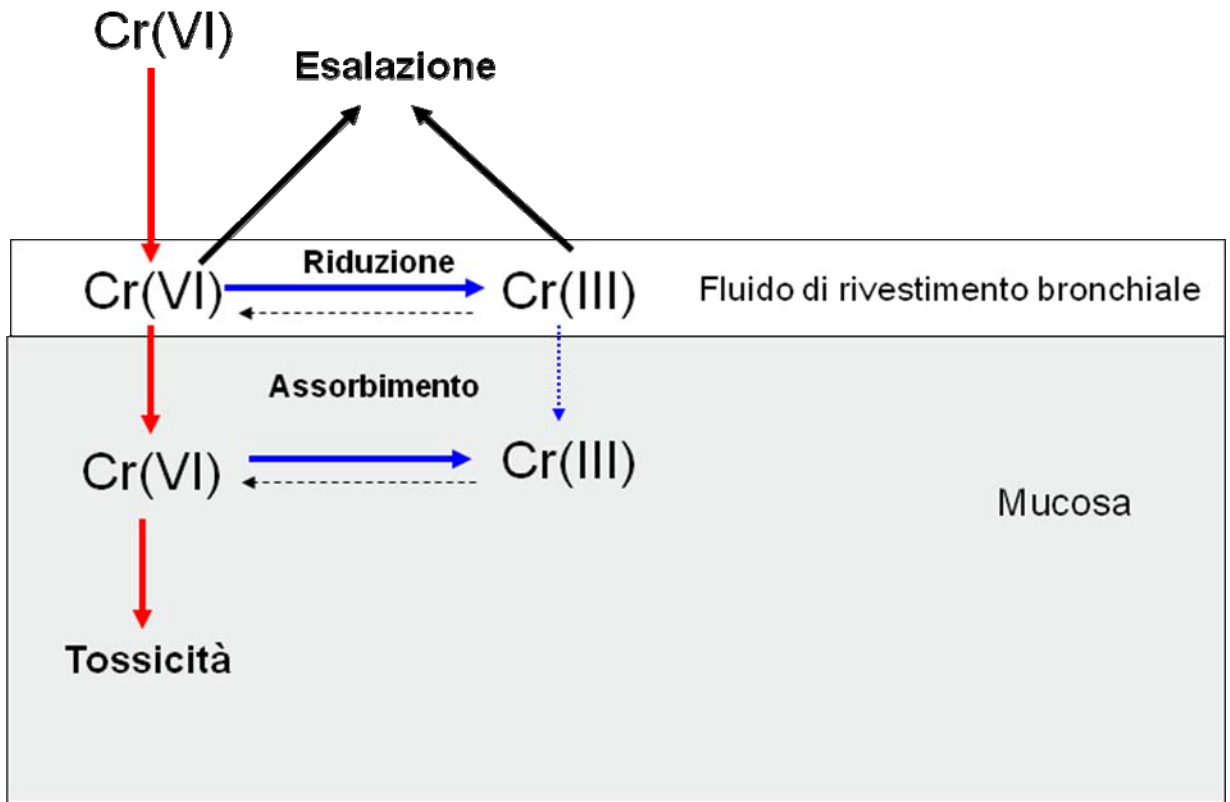 Cr(VI)
Esalazione
Riduzione
Cr(VI)
Cr(III)
Fluido di rivestimento bronchiale
Assorbimento
Cr(VI)
Cr(III)
Mucosa
Tossicità